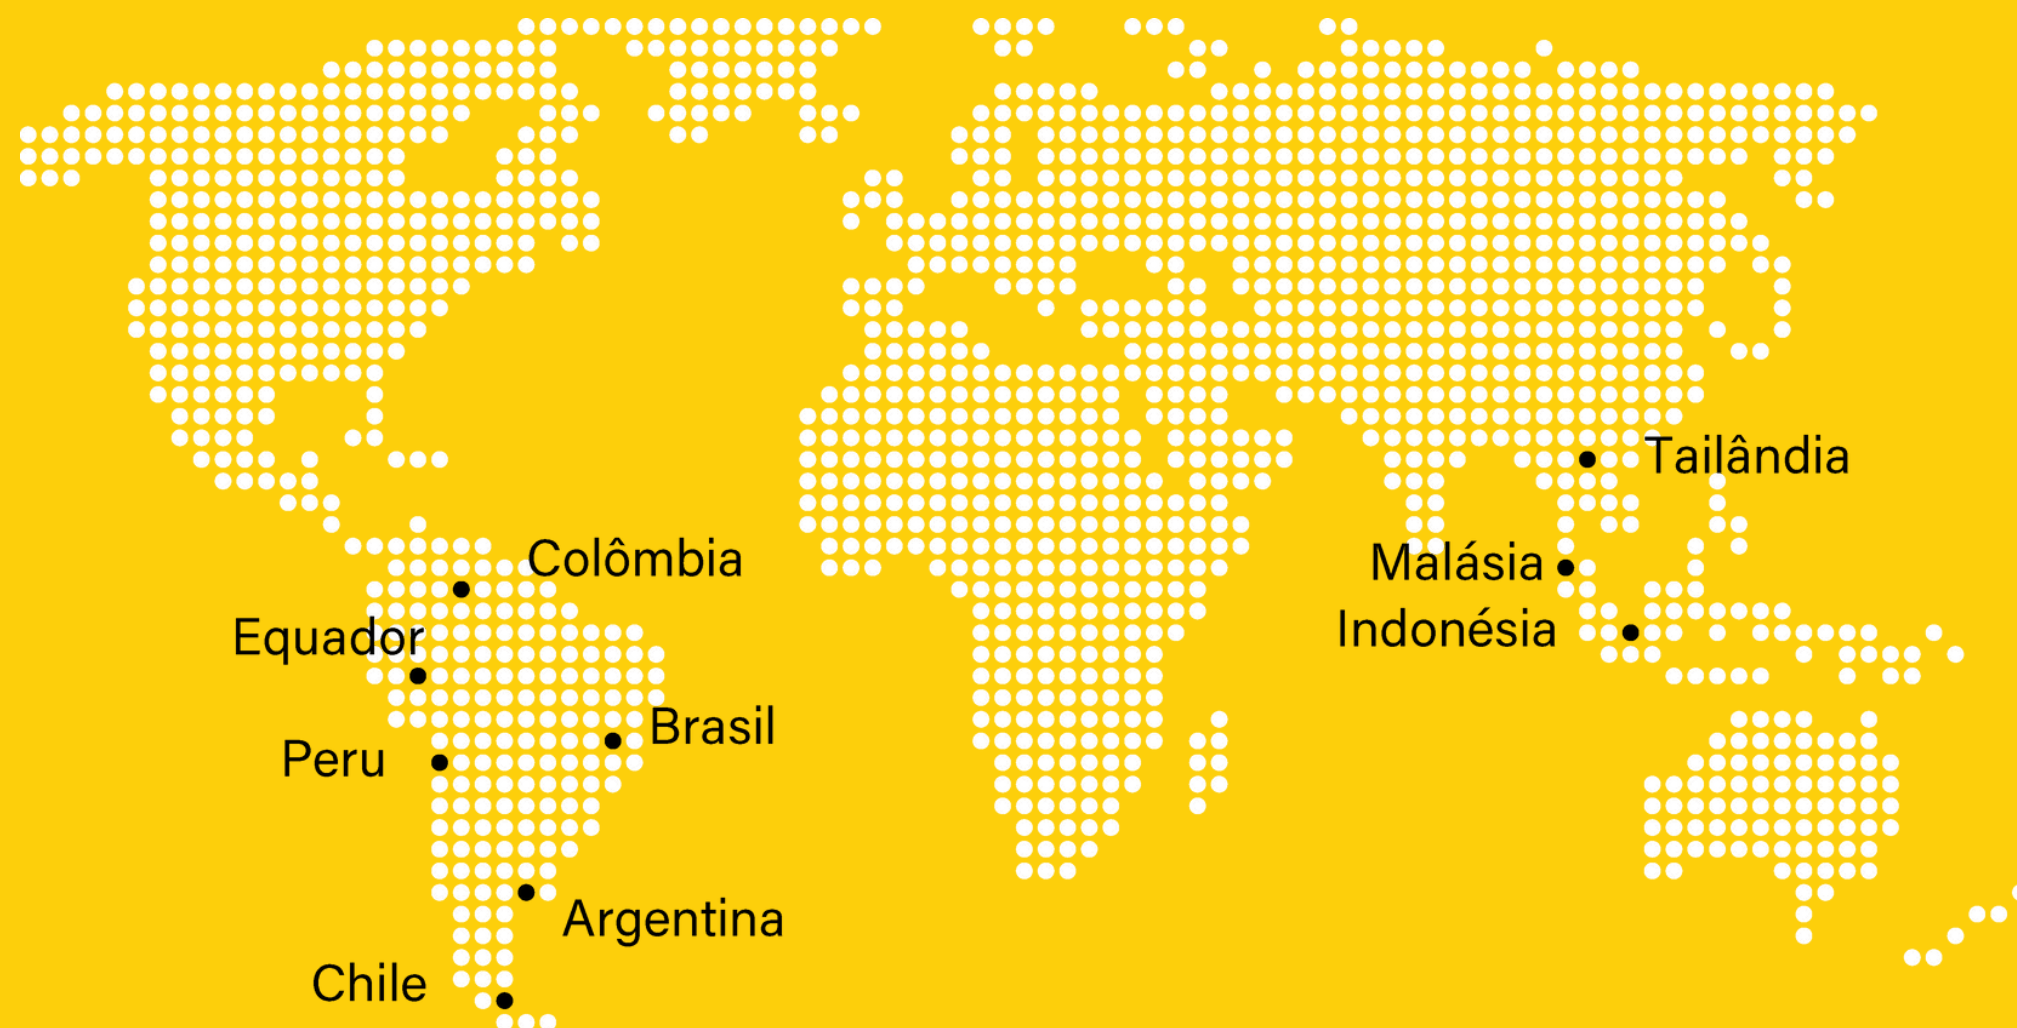 Tailândia
Colômbia
Malásia
Equador
Indonésia
Brasil
Peru
Argentina
Chile